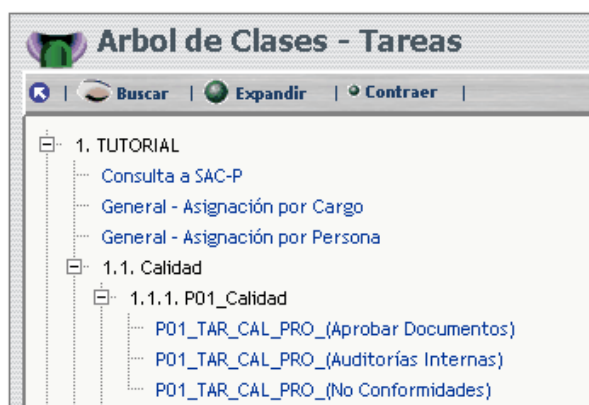 Arbol de Clases - Tareas
| Buscar | Expandir | Contraer |
1. TUTORIAL
Consulta a SAC-P
General - Asignación por Cargo
General - Asignación por Persona
1.1. Calidad
1.1.1. P01_Calidad
P01_TAR_CAL_PRO_(Aprobar Documentos)
P01_TAR_CAL_PRO_(Auditorías Internas)
P01_TAR_CAL_PRO_(No Conformidades)